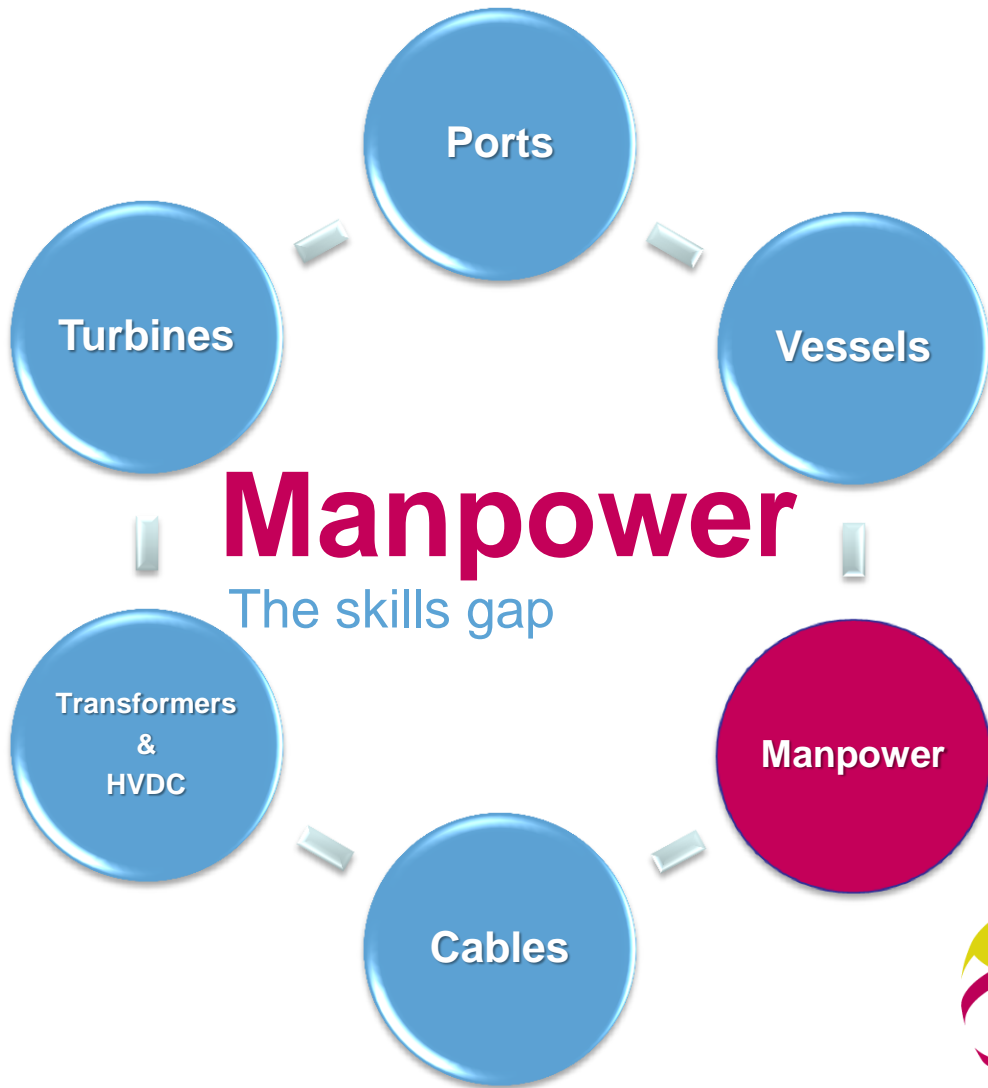 Ports
Turbines
Vessels
Manpower
The skills gap
Transformers
&
HVDC
Manpower
Cables